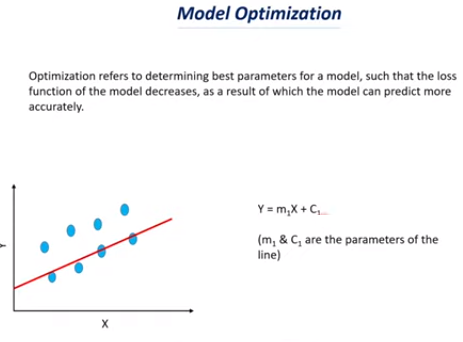 Model Optimization
Optimization refers to determining best parameters for a model, such that the loss
function of the model decreases, as a result of which the model can predict more
accurately.
Y = m₁X + C₁
(m₁ & C₁ are the parameters of the
line)
Y
X